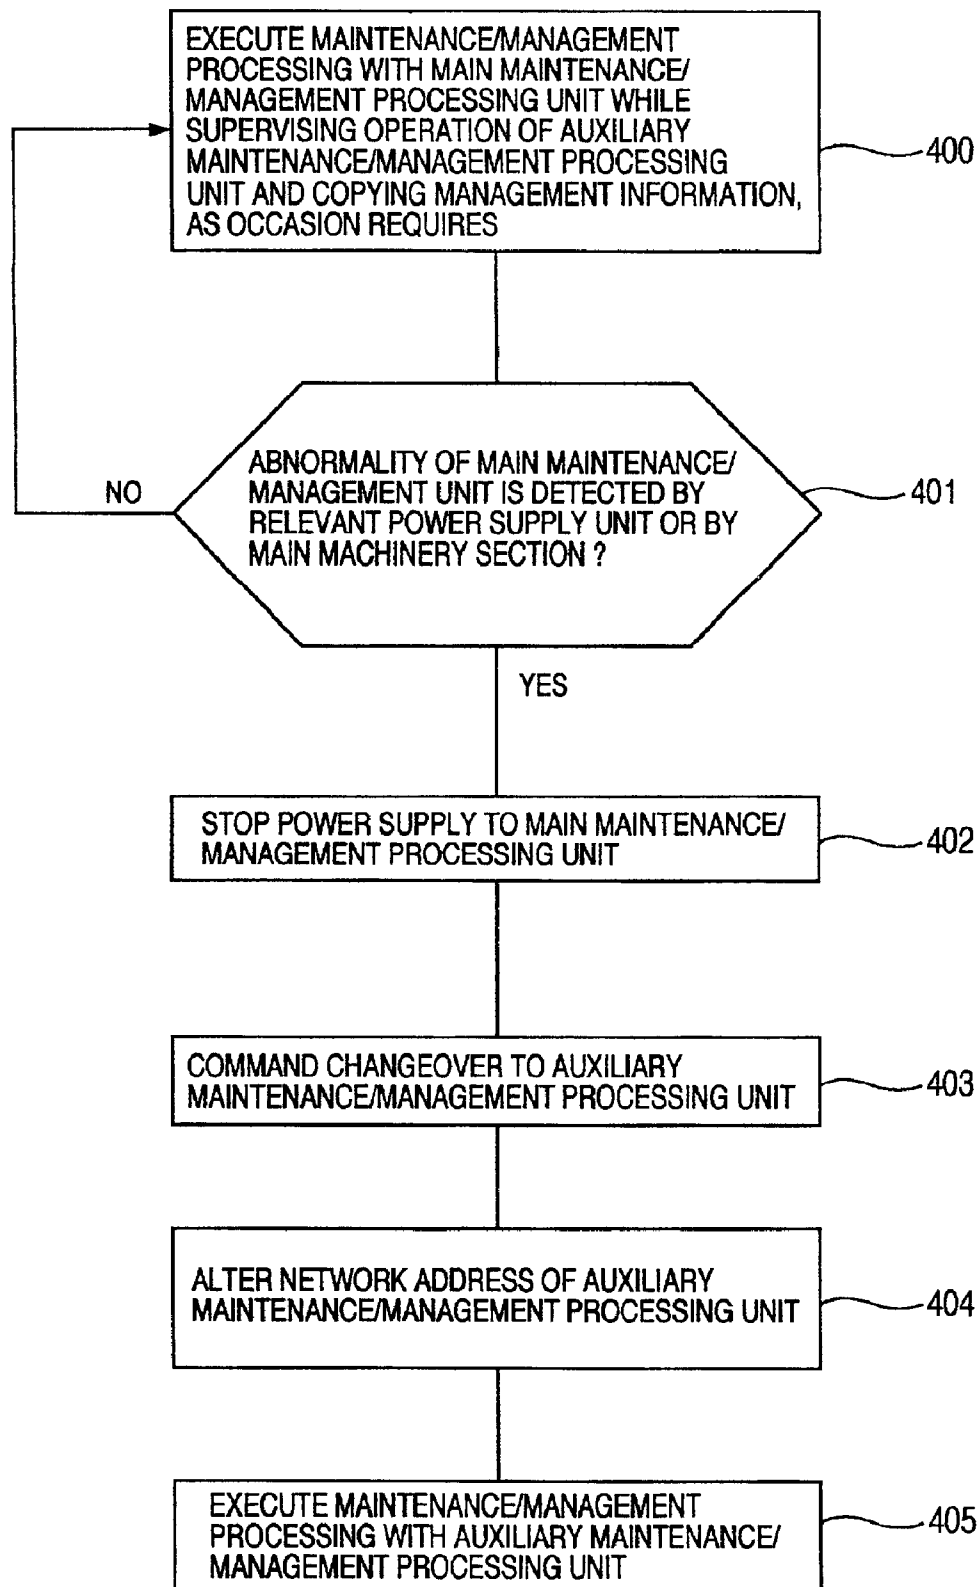 EXECUTE MAINTENANCE/MANAGEMENT
PROCESSING WITH MAIN MAINTENANCE/
MANAGEMENT PROCESSING UNIT WHILE
SUPERVISING OPERATION OF AUXILIARY
MAINTENANCE/MANAGEMENT PROCESSING
UNIT AND COPYING MANAGEMENT INFORMATION,
AS OCCASION REQUIRES
400
ABNORMALITY OF MAIN MAINTENANCE/
MANAGEMENT UNIT IS DETECTED BY
RELEVANT POWER SUPPLY UNIT OR BY
MAIN MACHINERY SECTION ?
401
NO
YES
STOP POWER SUPPLY TO MAIN MAINTENANCE/
MANAGEMENT PROCESSING UNIT
402
COMMAND CHANGEOVER TO AUXILIARY
MAINTENANCE/MANAGEMENT PROCESSING UNIT
403
ALTER NETWORK ADDRESS OF AUXILIARY
MAINTENANCE/MANAGEMENT PROCESSING UNIT
404
EXECUTE MAINTENANCE/MANAGEMENT
PROCESSING WITH AUXILIARY MAINTENANCE/
MANAGEMENT PROCESSING UNIT
405